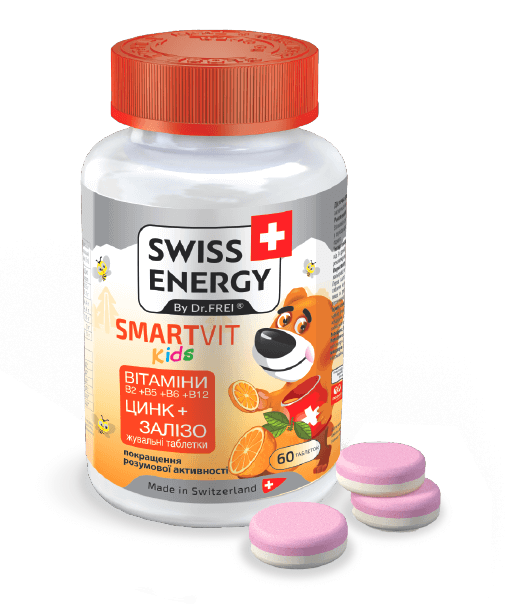 SWISS
ENERGY
By Dr.FREI®
SMARTVIT
Kids
ВІТАМІНИ
B2 +B5 +B6 +B12
ЦИНК +
ЗАЛІЗО
жувальні таблетки
покращення
розумової активності
60 ТАБЛЕТОК
Made in Switzerland